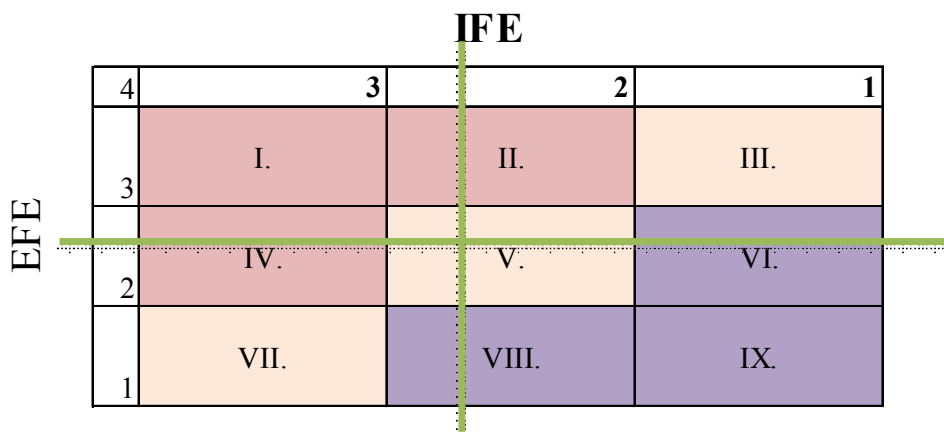 IFE
4 3 2 1
I. II. III.
3
EFE
IV. V. VI.
2
VII. VIII. IX.
1